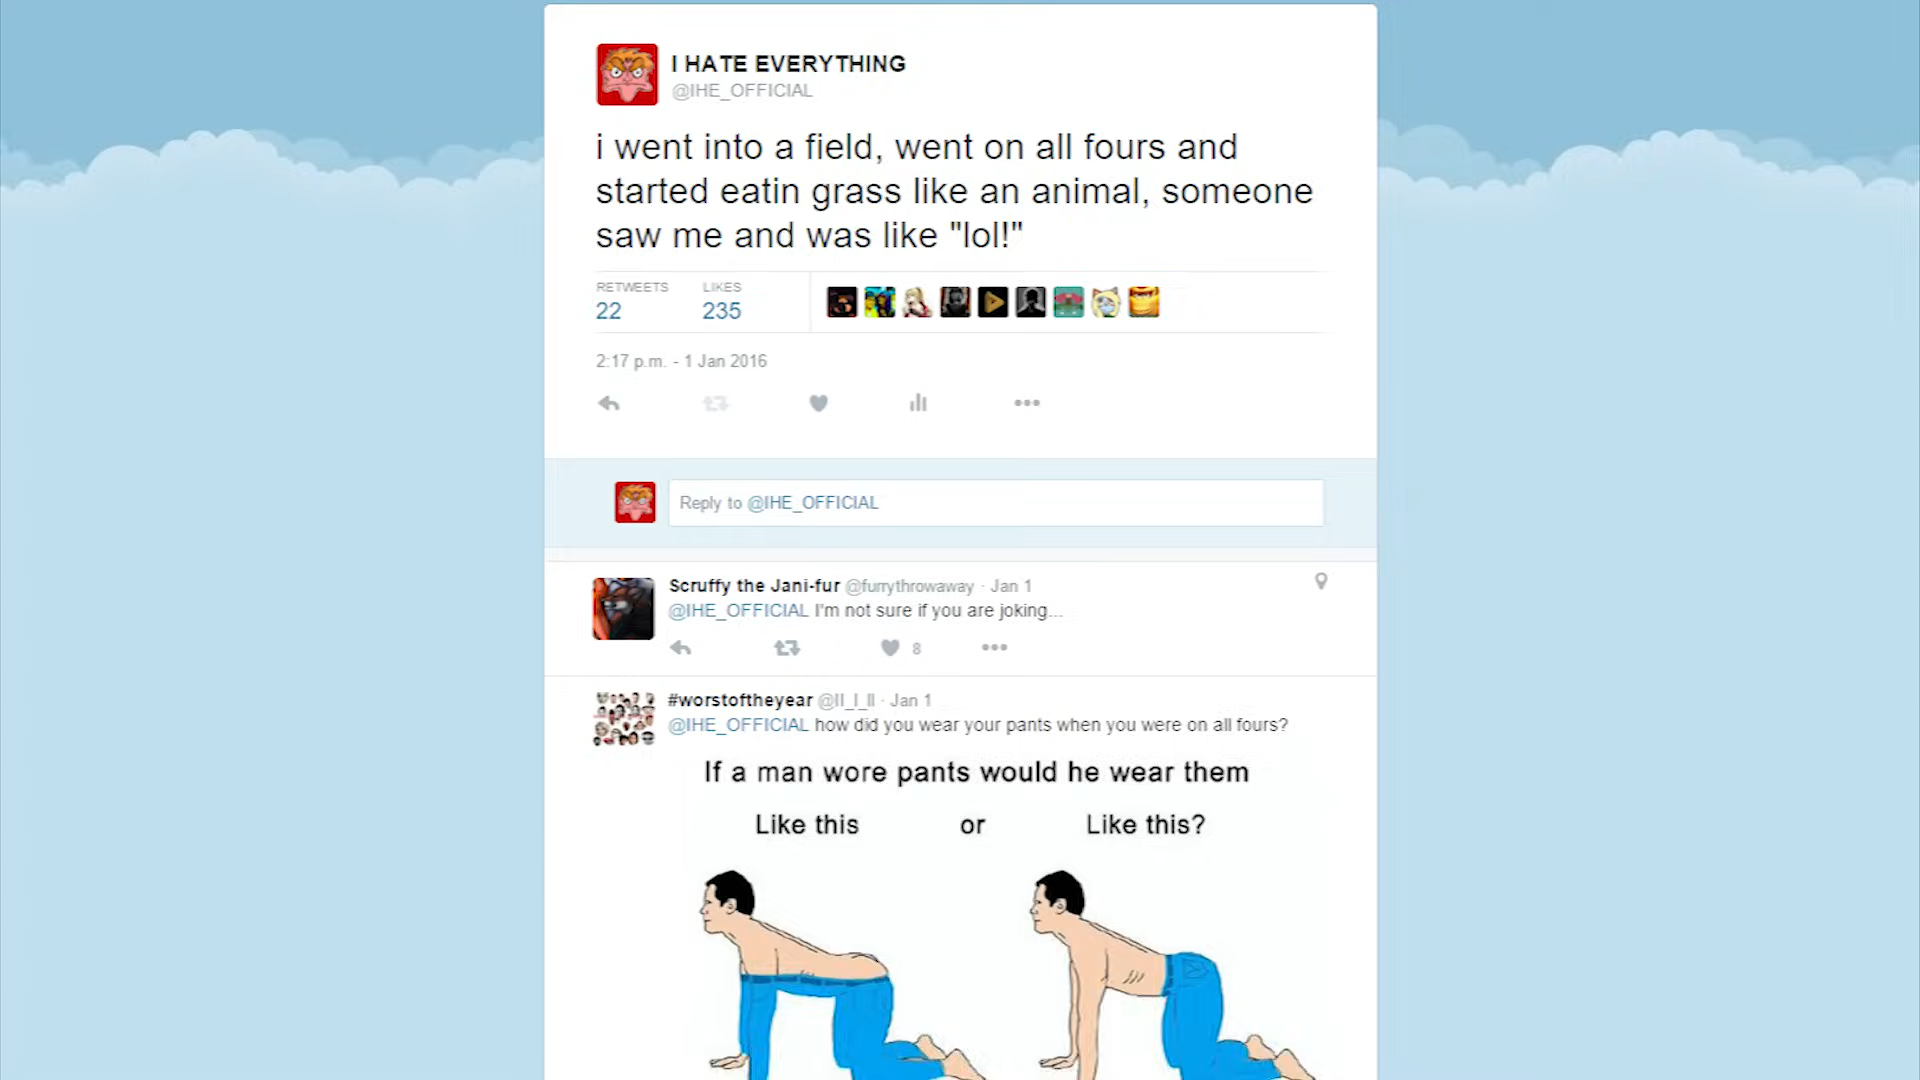 I HATE EVERYTHING
@IHE_OFFICIAL
i went into a field, went on all fours and
started eatin grass like an animal, someone
saw me and was like "lol!"
RETWEETS LIKES
22 235
2:17 p.m. - 1 Jan 2016
Reply to @IHE_OFFICIAL
Scruffy the Jani-fur @furrythrowaway · Jan 1
@IHE_OFFICIAL I'm not sure if you are joking...
8
#worstoftheyear @II_I_II · Jan 1
@IHE_OFFICIAL how did you wear your pants when you were on all fours?
If a man wore pants would he wear them
Like this or Like this?